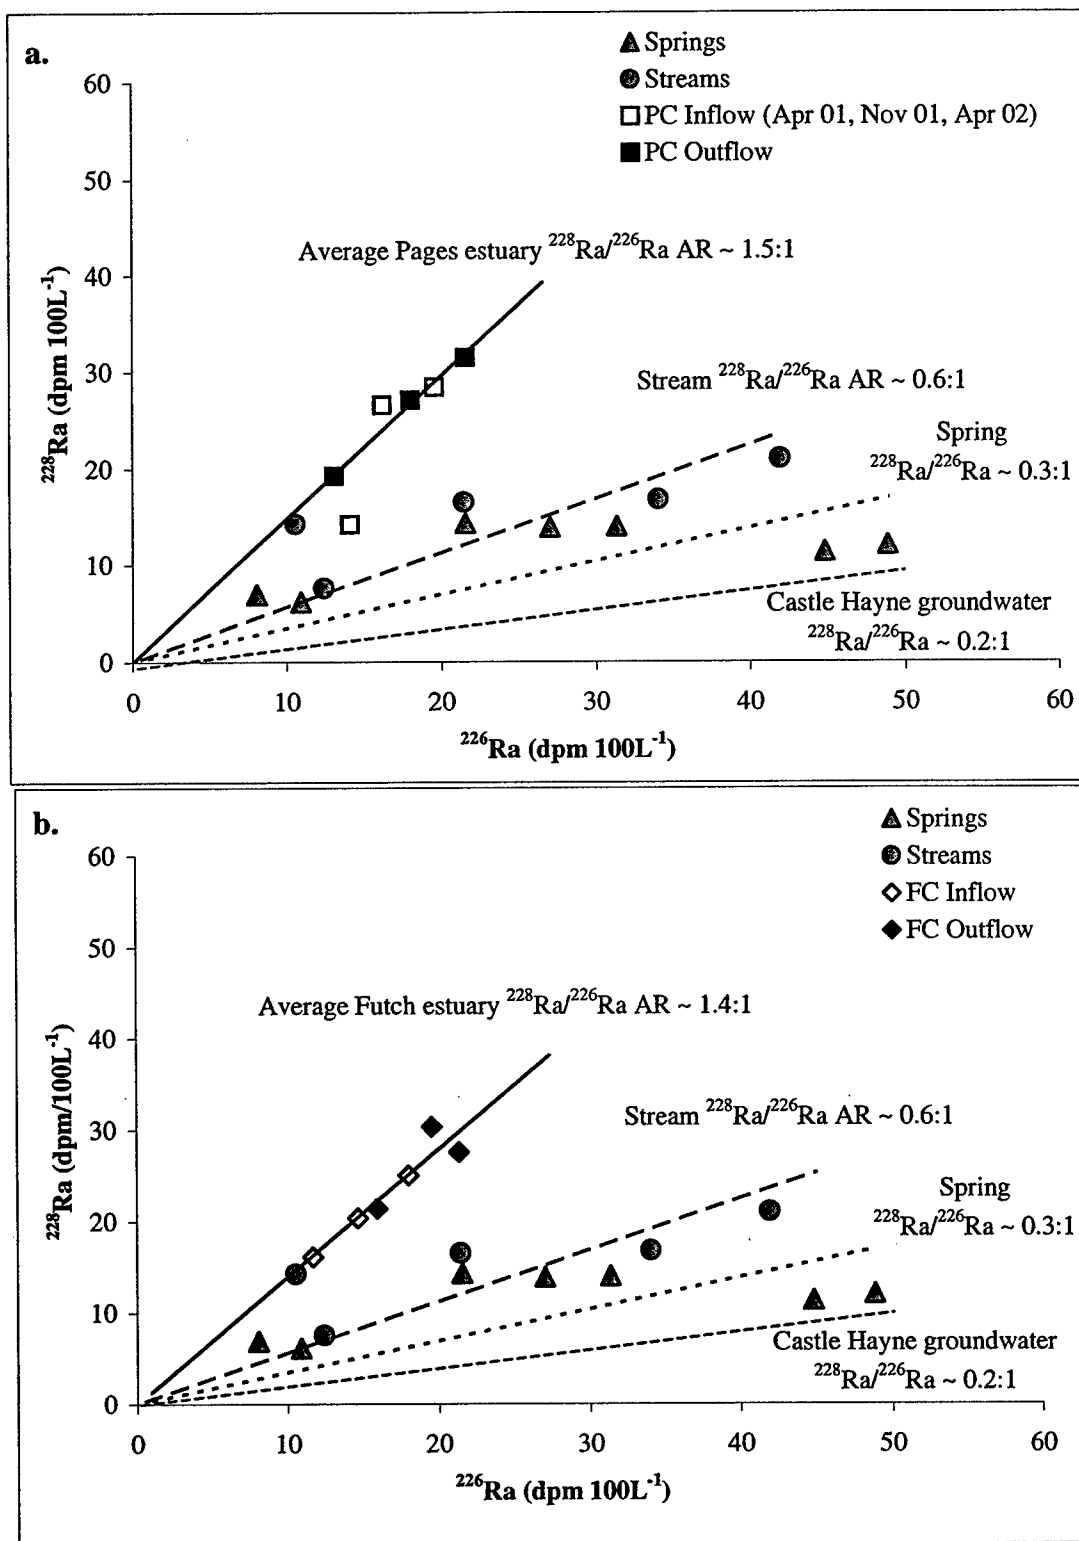 a.
Springs
Streams
PC Inflow (Apr 01, Nov 01, Apr 02)
PC Outflow
60
50
40
30
20
10
0
²²⁸Ra (dpm 100L⁻¹)
Average Pages estuary ²²⁸Ra/²²⁶Ra AR ~ 1.5:1
Stream ²²⁸Ra/²²⁶Ra AR ~ 0.6:1
Spring
²²⁸Ra/²²⁶Ra ~ 0.3:1
Castle Hayne groundwater
²²⁸Ra/²²⁶Ra ~ 0.2:1
0 10 20 30 40 50 60
²²⁶Ra (dpm 100L⁻¹)
b.
Springs
Streams
FC Inflow
FC Outflow
60
50
40
30
20
10
0
²²⁸Ra (dpm/100L⁻¹)
Average Futch estuary ²²⁸Ra/²²⁶Ra AR ~ 1.4:1
Stream ²²⁸Ra/²²⁶Ra AR ~ 0.6:1
Spring
²²⁸Ra/²²⁶Ra ~ 0.3:1
Castle Hayne groundwater
²²⁸Ra/²²⁶Ra ~ 0.2:1
0 10 20 30 40 50 60
²²⁶Ra (dpm 100L⁻¹)